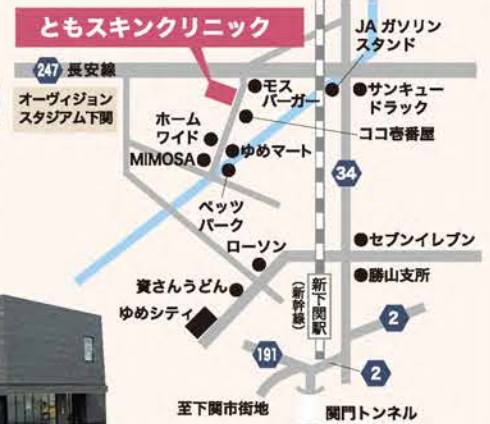 ともスキンクリニック
JA ガソリン
スタンド
247 長安線
オーヴィジョン
スタジアム下関
モス
バーガー
サンキュー
ドラック
ホーム
ワイド
ココ壱番屋
MIMOSA
ゆめマート
34
ペッツ
パーク
ローソン
セブンイレブン
資さんうどん
勝山支所
ゆめシティ
新下関駅
(新幹線)
2
191
2
至下関市街地
関門トンネル